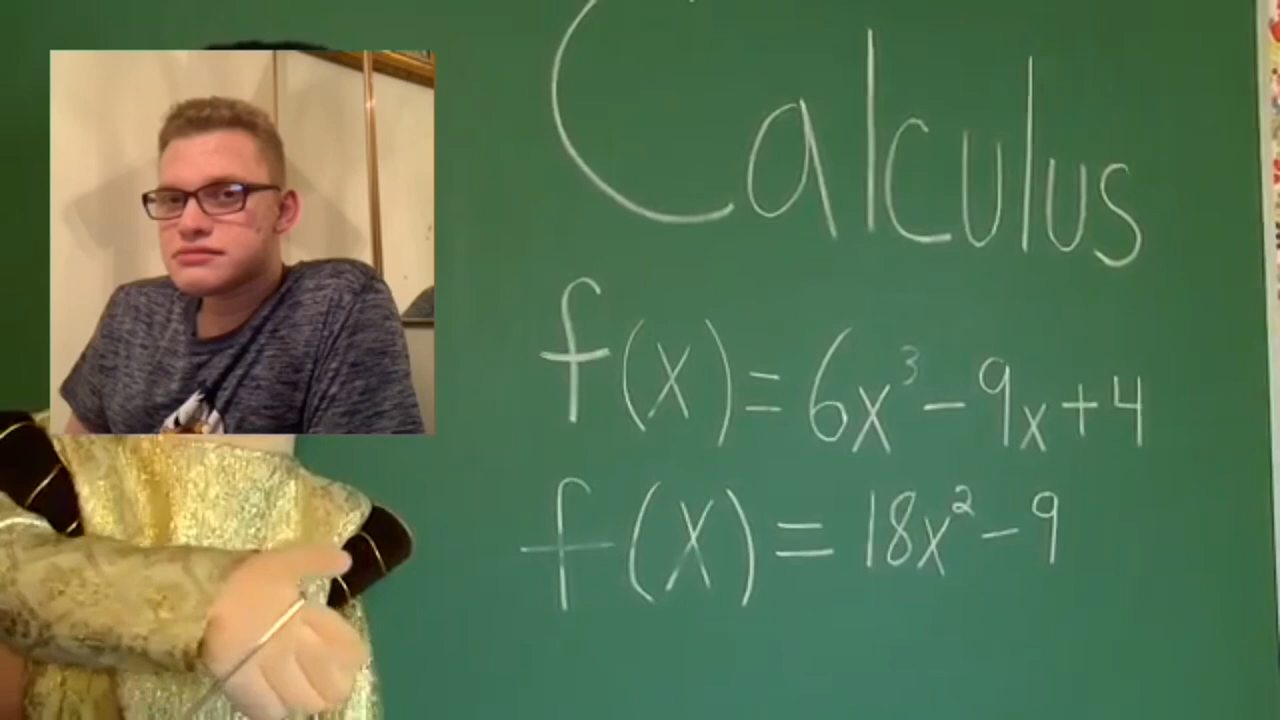 Calculus
f(x) = 6x³ - 9x + 4
f(x) = 18x² - 9